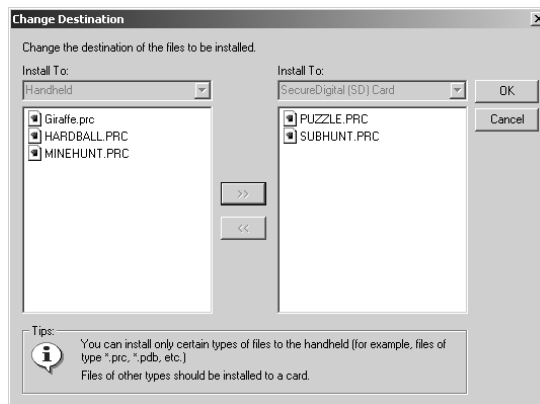 Change Destination
Change the destination of the files to be installed.
Install To:
Handheld
Giraffe.prc
HARDBALL.PRC
MINEHUNT.PRC
>>
<<
Install To:
SecureDigital (SD) Card
PUZZLE.PRC
SUBHUNT.PRC
OK
Cancel
Tips:
You can install only certain types of files to the handheld (for example, files of
type *.prc, *.pdb, etc.)
Files of other types should be installed to a card.